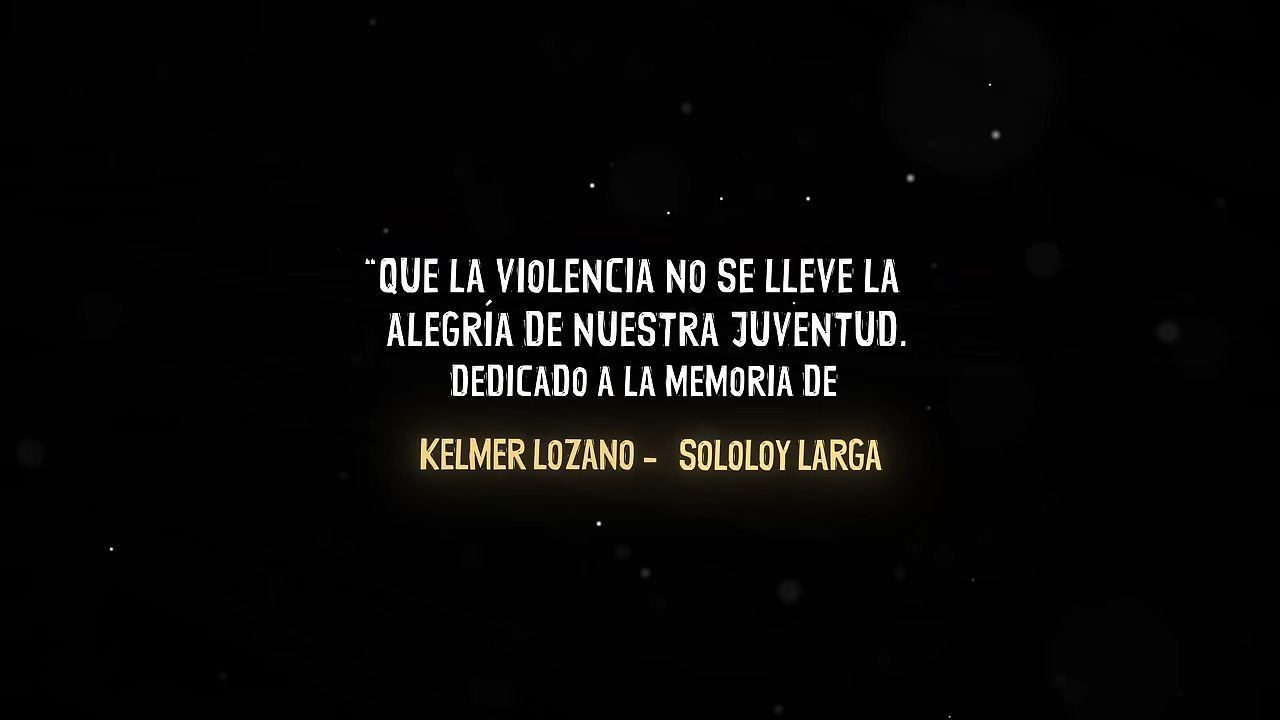 ¨QUE LA VIOLENCIA NO SE LLEVE LA
ALEGRÍA DE NUESTRA JUVENTUD.
DEDICADO A LA MEMORIA DE
KELMER LOZANO - SOLOLOY LARGA